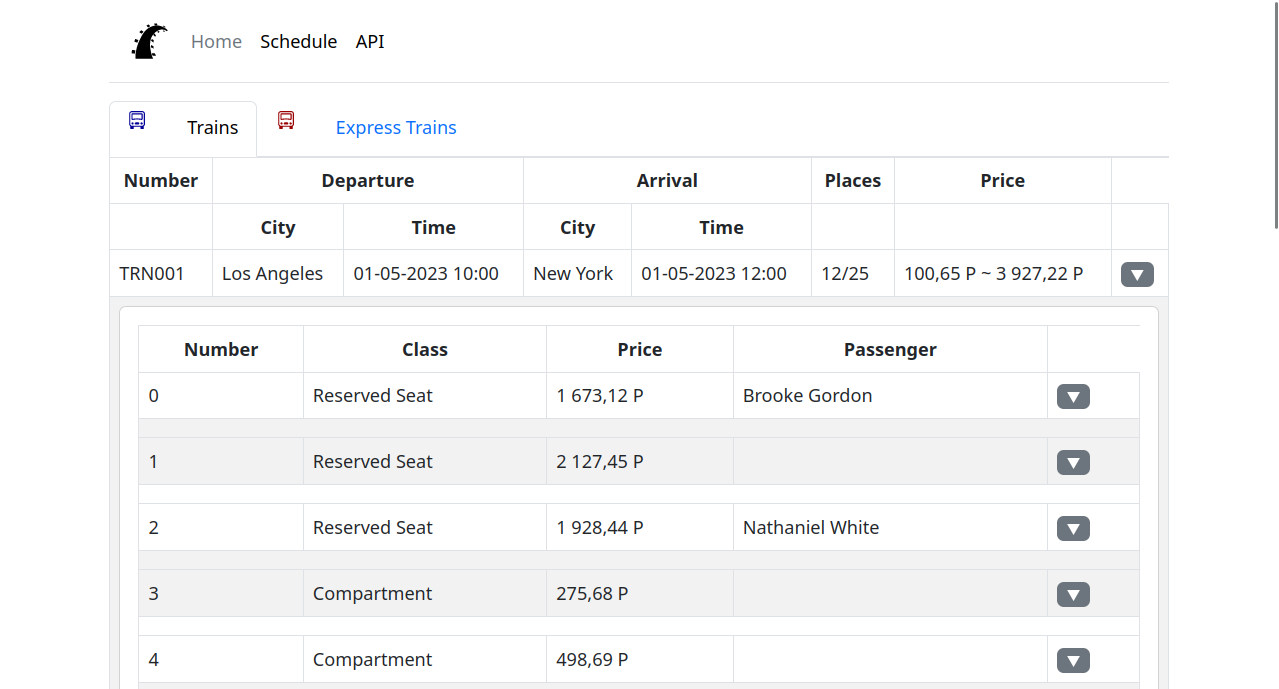 Home Schedule API
Trains Express Trains
Number Departure Arrival Places Price
City Time City Time
TRN001 Los Angeles 01-05-2023 10:00 New York 01-05-2023 12:00 12/25 100,65 P ~ 3 927,22 P ▼
Number Class Price Passenger
0 Reserved Seat 1 673,12 P Brooke Gordon ▼
1 Reserved Seat 2 127,45 P ▼
2 Reserved Seat 1 928,44 P Nathaniel White ▼
3 Compartment 275,68 P ▼
4 Compartment 498,69 P ▼